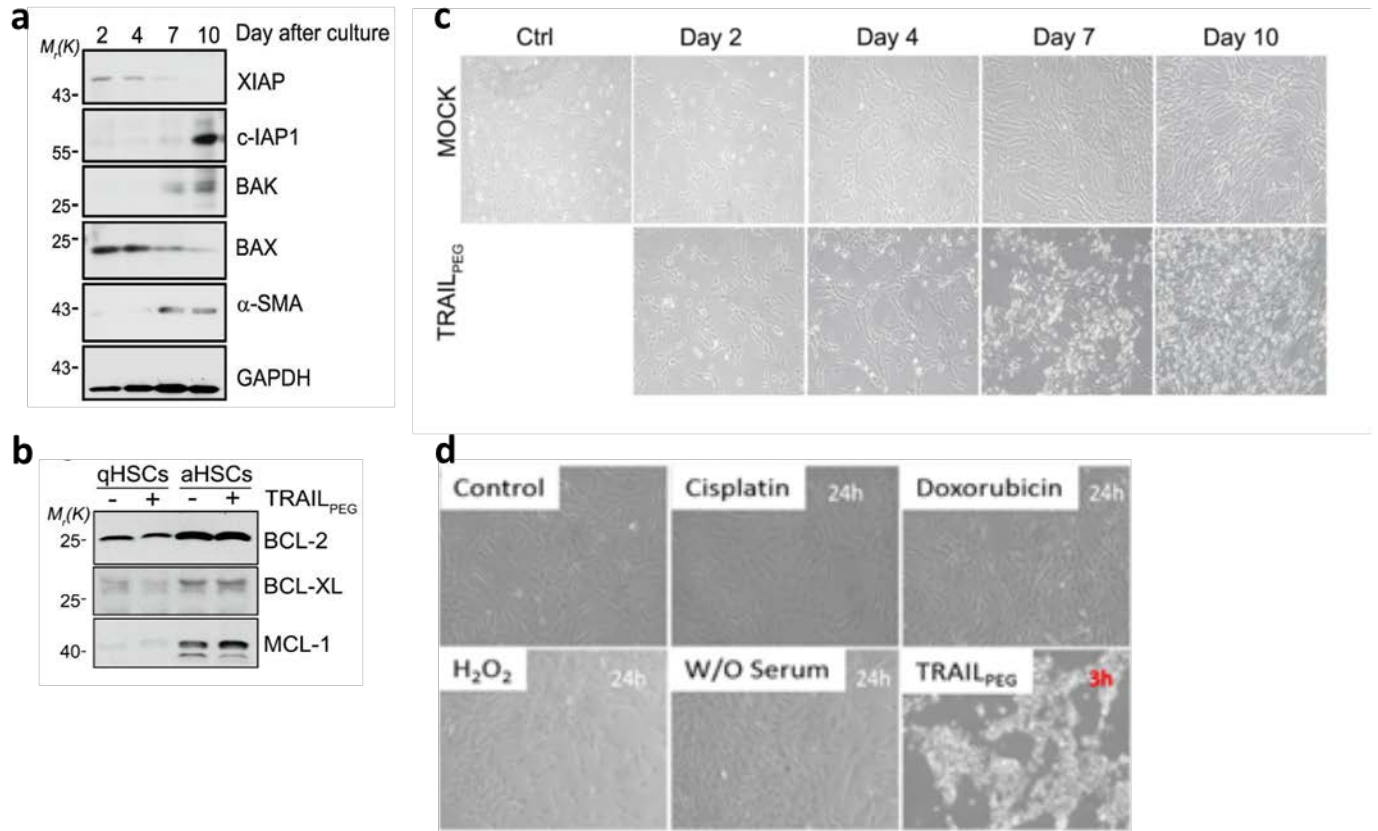 a
2 4 7 10 Day after culture
Mr(K)
43- XIAP
55- c-IAP1
25- BAK
25- BAX
43- α-SMA
43- GAPDH
b
qHSCs aHSCs
- + - + TRAILPEG
Mr(K)
25- BCL-2
25- BCL-XL
40- MCL-1
c
Ctrl Day 2 Day 4 Day 7 Day 10
MOCK
TRAILPEG
d
Control Cisplatin 24h Doxorubicin 24h
H2O2 24h W/O Serum 24h TRAILPEG 3h